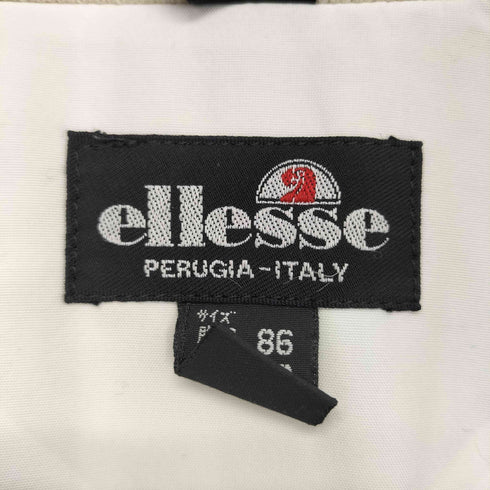 ellesse
PERUGIA-ITALY
サイズ
86